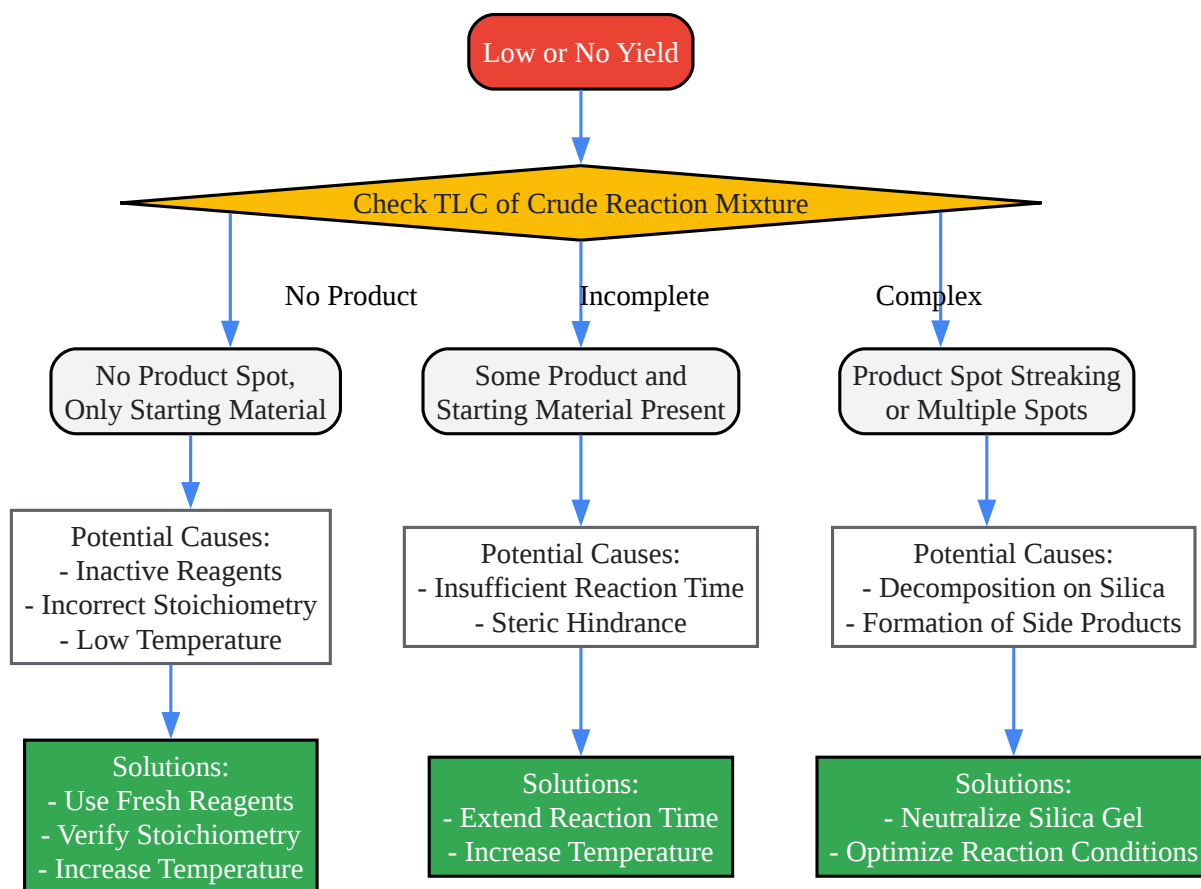 Low or No Yield
Check TLC of Crude Reaction Mixture
No Product
Incomplete
Complex
No Product Spot,
Only Starting Material
Some Product and
Starting Material Present
Product Spot Streaking
or Multiple Spots
Potential Causes:
- Inactive Reagents
- Incorrect Stoichiometry
- Low Temperature
Potential Causes:
- Insufficient Reaction Time
- Steric Hindrance
Potential Causes:
- Decomposition on Silica
- Formation of Side Products
Solutions:
- Use Fresh Reagents
- Verify Stoichiometry
- Increase Temperature
Solutions:
- Extend Reaction Time
- Increase Temperature
Solutions:
- Neutralize Silica Gel
- Optimize Reaction Conditions